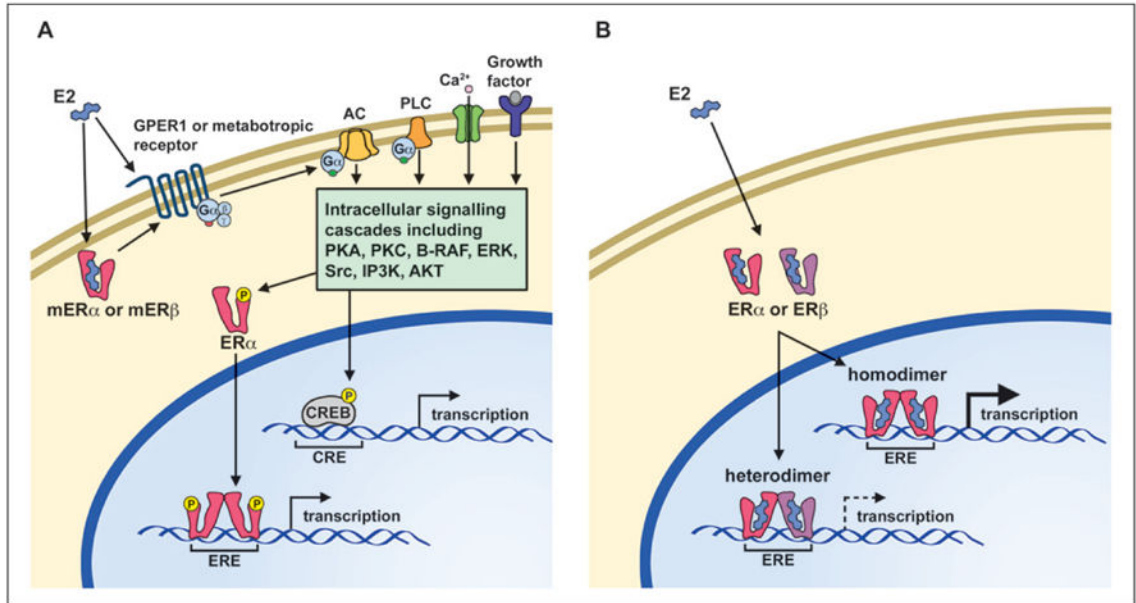 A
E2
GPER1 or metabotropic
receptor
AC
PLC
Ca²⁺
Growth
factor
Gα
Gα
Gα
β
γ
Intracellular signalling
cascades including
PKA, PKC, B-RAF, ERK,
Src, IP3K, AKT
mERα or mERβ
P
ERα
P
CREB
transcription
CRE
P
P
transcription
ERE
B
E2
ERα or ERβ
homodimer
transcription
ERE
heterodimer
transcription
ERE